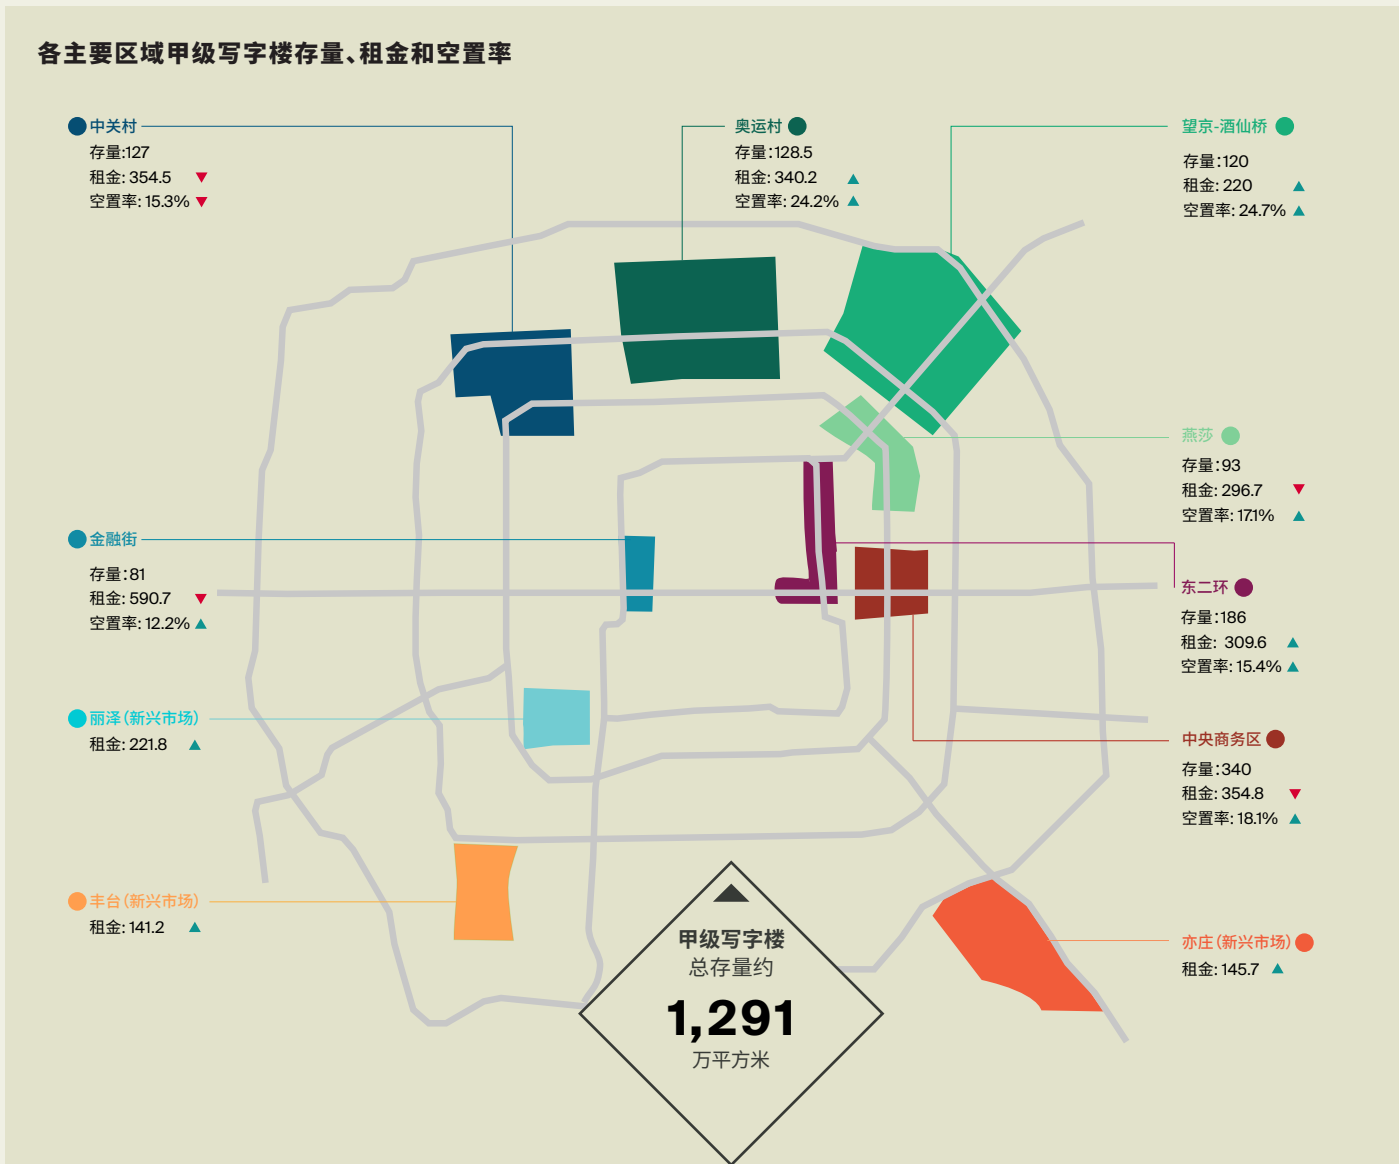 各主要区域甲级写字楼存量、租金和空置率
中关村
存量:127
租金: 354.5
空置率: 15.3%
奥运村
存量:128.5
租金: 340.2
空置率: 24.2%
望京-酒仙桥
存量:120
租金: 220
空置率: 24.7%
燕莎
存量:93
租金: 296.7
空置率: 17.1%
金融街
存量:81
租金: 590.7
空置率: 12.2%
东二环
存量:186
租金: 309.6
空置率: 15.4%
丽泽(新兴市场)
租金: 221.8
中央商务区
存量:340
租金: 354.8
空置率: 18.1%
丰台(新兴市场)
租金: 141.2
亦庄(新兴市场)
租金: 145.7
甲级写字楼
总存量约
1,291
万平方米